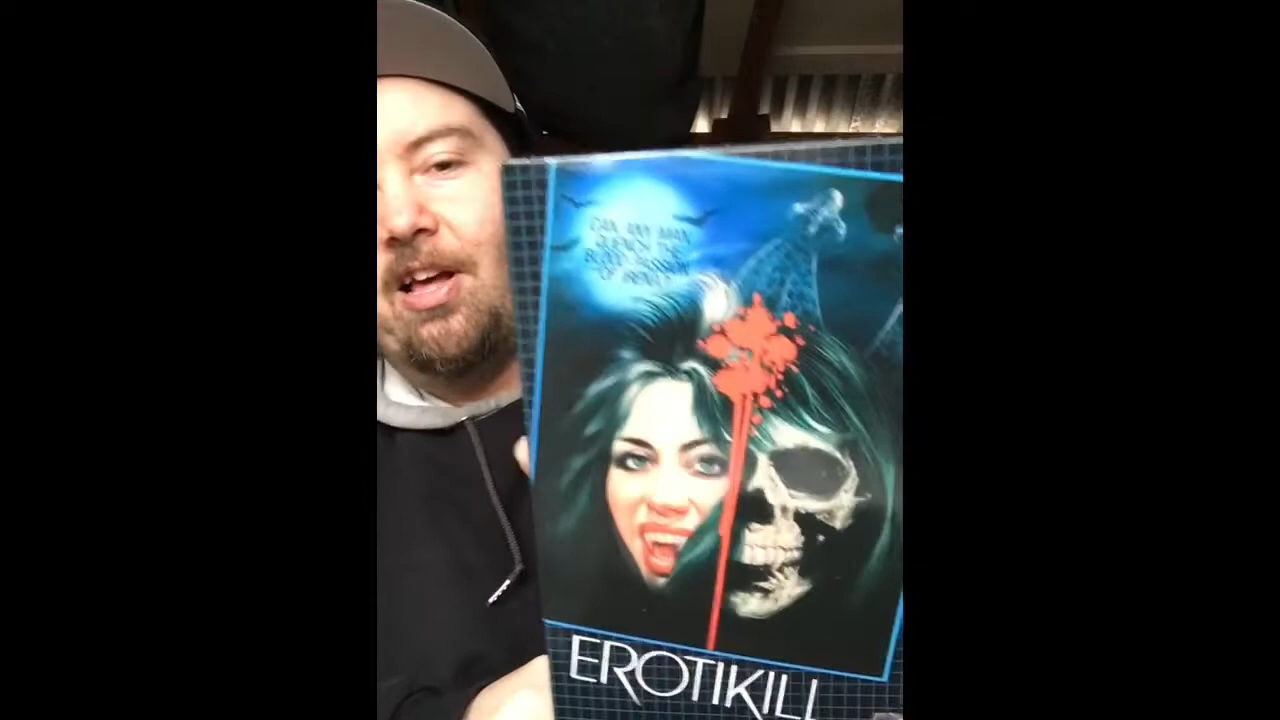 CAN ANY MAN
QUENCH THE
BLOOD PASSION
OF IRINA?
EROTIKILL